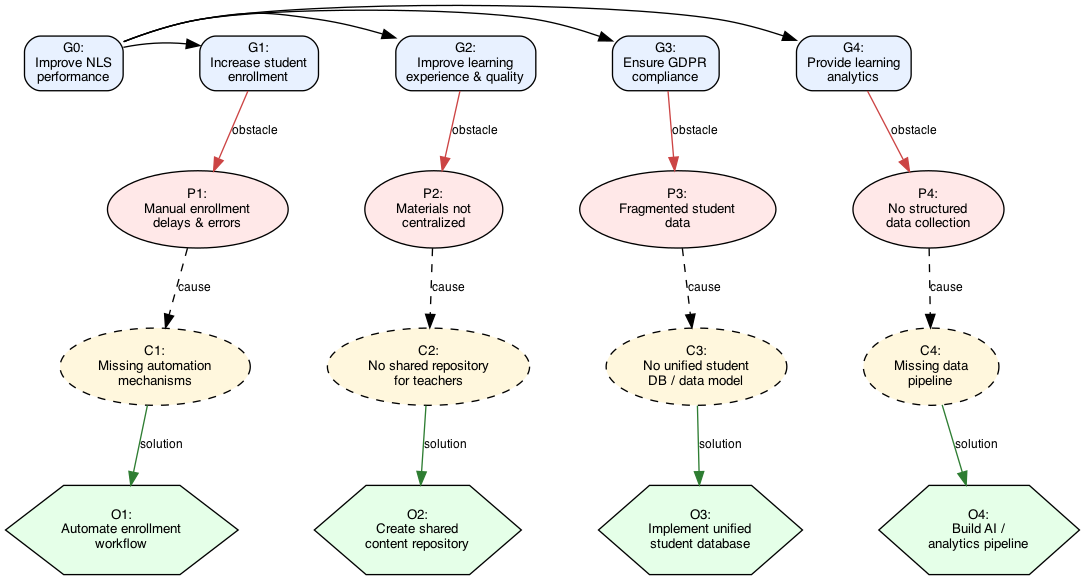 G0:
Improve NLS
performance
G1:
Increase student
enrollment
G2:
Improve learning
experience & quality
G3:
Ensure GDPR
compliance
G4:
Provide learning
analytics
obstacle
obstacle
obstacle
obstacle
P1:
Manual enrollment
delays & errors
P2:
Materials not
centralized
P3:
Fragmented student
data
P4:
No structured
data collection
cause
cause
cause
cause
C1:
Missing automation
mechanisms
C2:
No shared repository
for teachers
C3:
No unified student
DB / data model
C4:
Missing data
pipeline
solution
solution
solution
solution
O1:
Automate enrollment
workflow
O2:
Create shared
content repository
O3:
Implement unified
student database
O4:
Build AI /
analytics pipeline